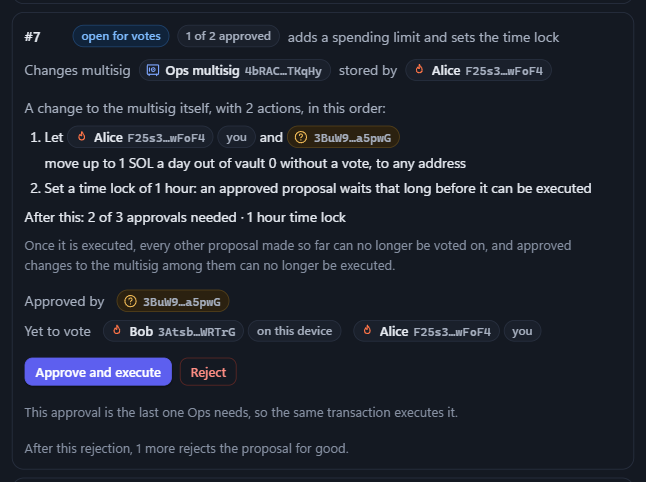 #7 open for votes 1 of 2 approved adds a spending limit and sets the time lock
Changes multisig Ops multisig 4bRAC…TKqHy stored by Alice F25s3…wFoF4
A change to the multisig itself, with 2 actions, in this order:
1. Let Alice F25s3…wFoF4 you and 3BuW9…a5pwG
move up to 1 SOL a day out of vault 0 without a vote, to any address
2. Set a time lock of 1 hour: an approved proposal waits that long before it can be executed
After this: 2 of 3 approvals needed · 1 hour time lock
Once it is executed, every other proposal made so far can no longer be voted on, and approved
changes to the multisig among them can no longer be executed.
Approved by 3BuW9…a5pwG
Yet to vote Bob 3Atsb…WRTrG on this device Alice F25s3…wFoF4 you
Approve and execute Reject
This approval is the last one Ops needs, so the same transaction executes it.
After this rejection, 1 more rejects the proposal for good.